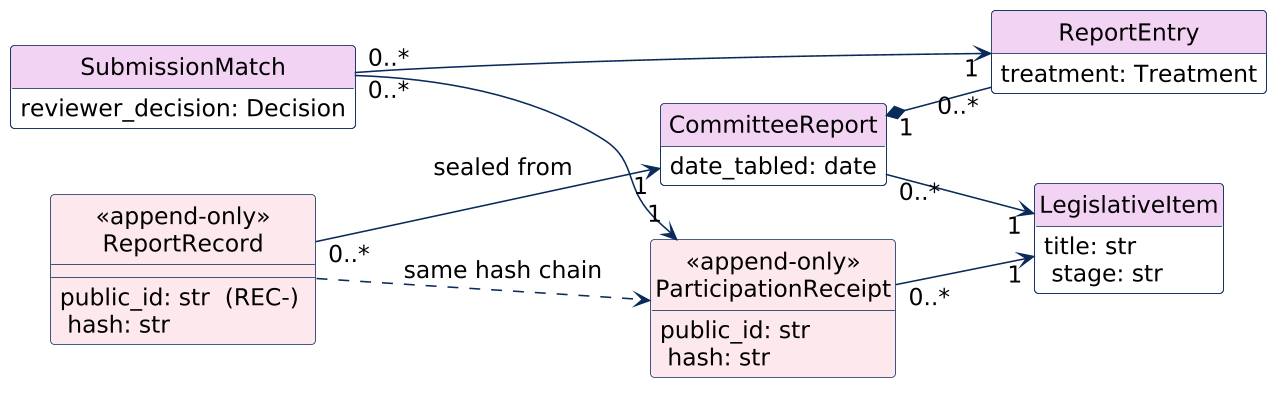 SubmissionMatch
reviewer_decision: Decision
0..*
0..*
1
ReportEntry
treatment: Treatment
CommitteeReport
date_tabled: date
1
0..*
sealed from
0..*
1
1
«append-only»
ReportRecord
public_id: str  (REC-)
hash: str
same hash chain
«append-only»
ParticipationReceipt
public_id: str
hash: str
0..*
1
0..*
1
LegislativeItem
title: str
stage: str